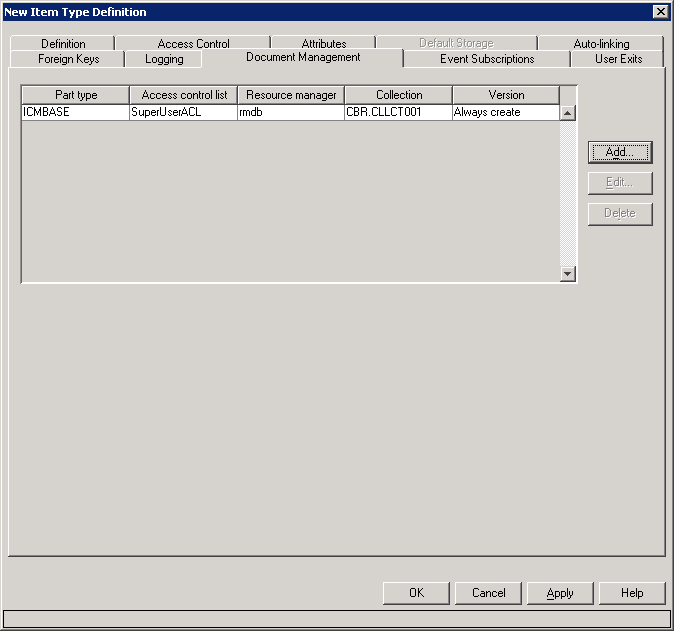 New Item Type Definition
Definition Access Control Attributes Default Storage Auto-linking
Foreign Keys Logging Document Management Event Subscriptions User Exits
Part type Access control list Resource manager Collection Version
ICMBASE SuperUserACL rmdb CBR.CLLCT001 Always create
Add...
Edit...
Delete
OK Cancel Apply Help